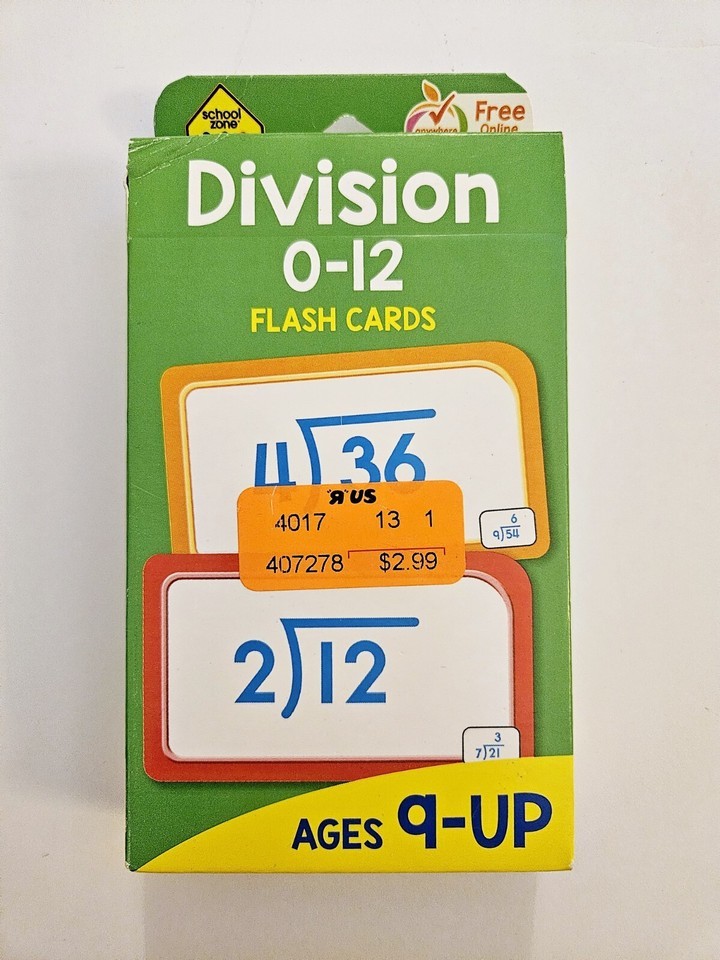 school
zone
anywhere
Free
Online
Division
0-12
FLASH CARDS
4)36
6
9)54
"R"US
4017 13 1
407278 $2.99
2)12
3
7)21
AGES 9-UP